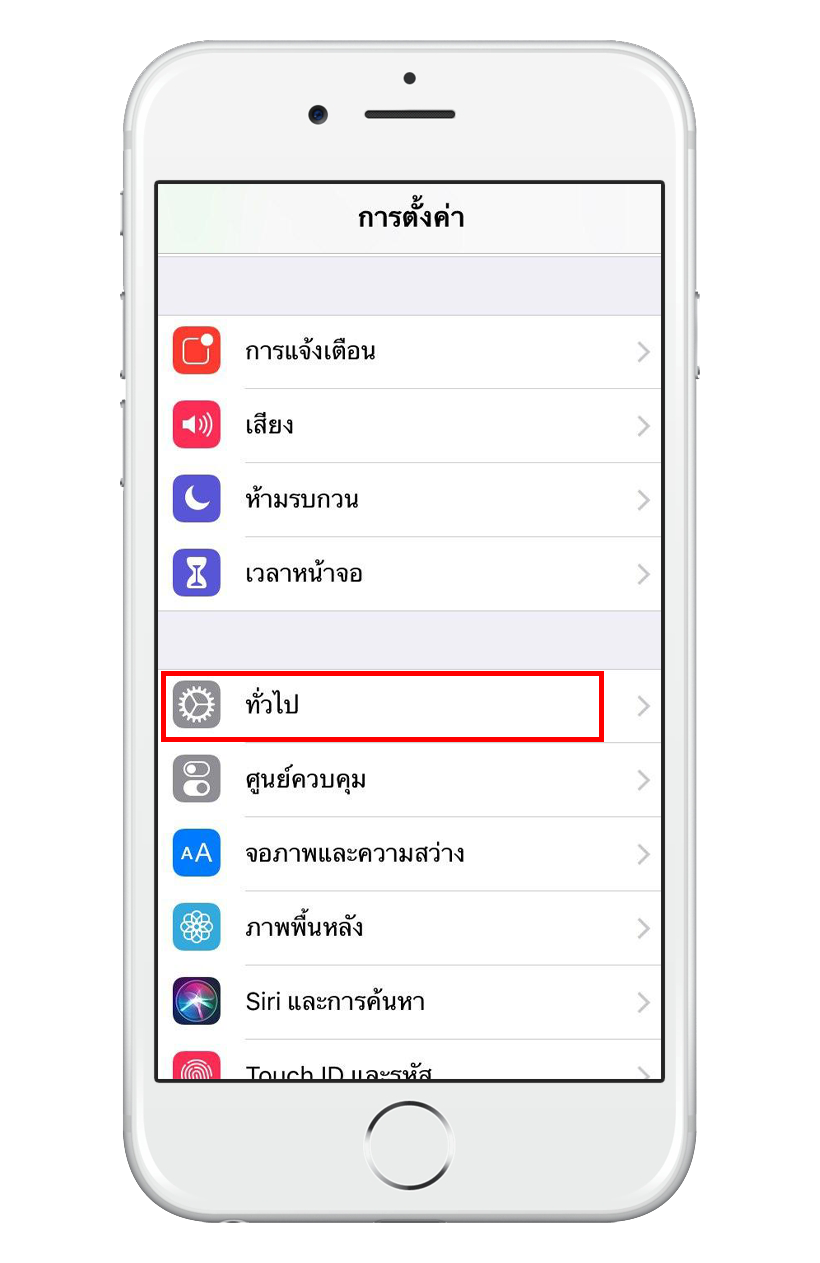 การตั้งค่า
การแจ้งเตือน
เสียง
ห้ามรบกวน
เวลาหน้าจอ
ทั่วไป
ศูนย์ควบคุม
AA จอภาพและความสว่าง
ภาพพื้นหลัง
Siri และการค้นหา
Touch ID และรหัส